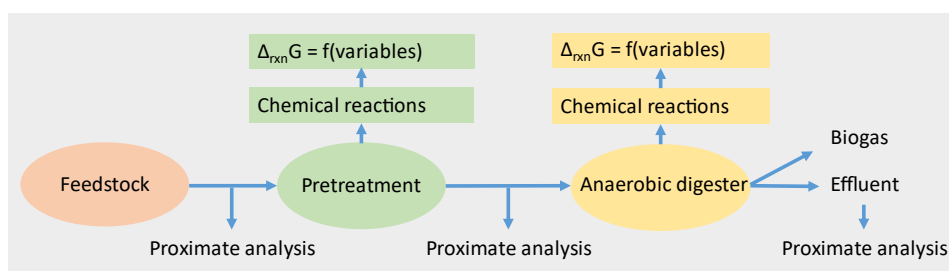 Δrxn​G = f(variables)
Δrxn​G = f(variables)
Chemical reactions
Chemical reactions
Biogas
Feedstock
Pretreatment
Anaerobic digester
Effluent
Proximate analysis
Proximate analysis
Proximate analysis